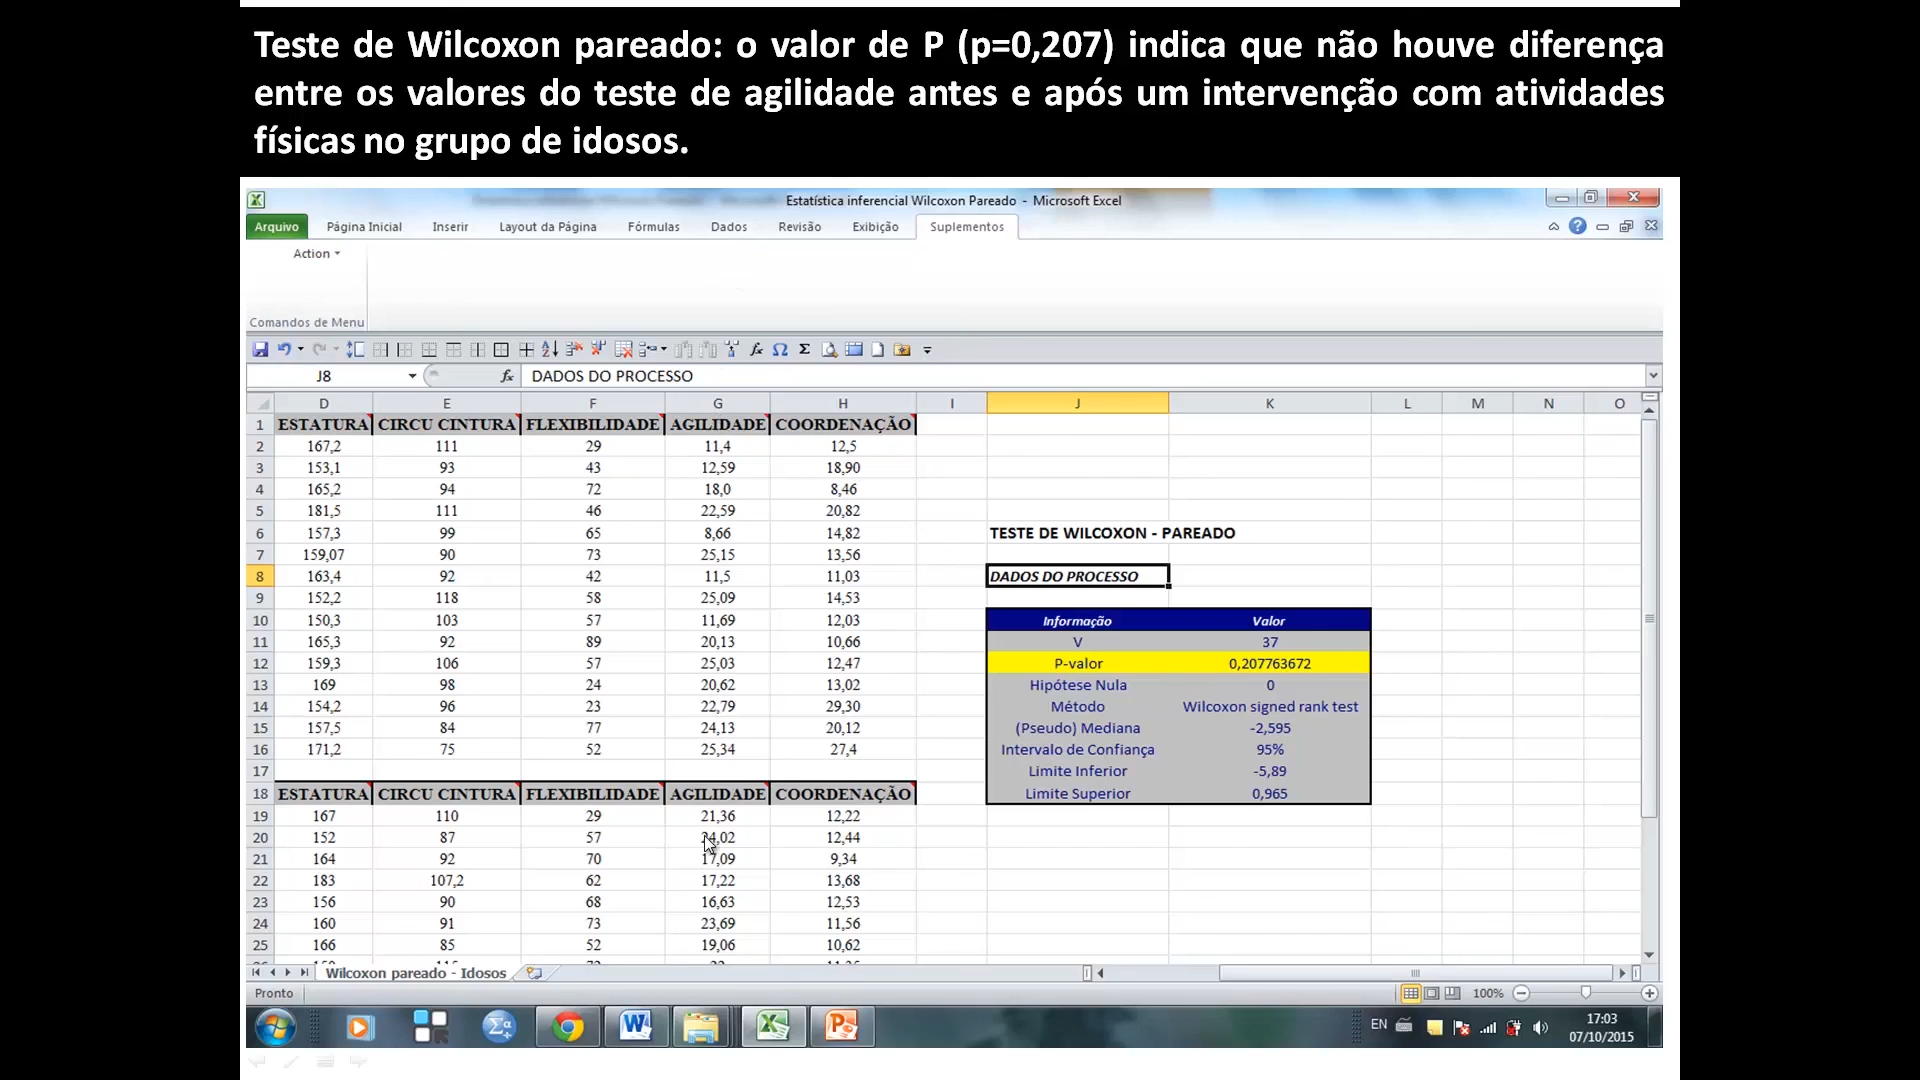 Teste de Wilcoxon pareado: o valor de P (p=0,207) indica que não houve diferença
entre os valores do teste de agilidade antes e após um intervenção com atividades
físicas no grupo de idosos.
Estatística inferencial Wilcoxon Pareado - Microsoft Excel
Arquivo Página Inicial Inserir Layout da Página Fórmulas Dados Revisão Exibição Suplementos
Action
Comandos de Menu
J8 fx DADOS DO PROCESSO
D E F G H I J K L M N O
1 ESTATURA CIRCU CINTURA FLEXIBILIDADE AGILIDADE COORDENAÇÃO
2 167,2 111 29 11,4 12,5
3 153,1 93 43 12,59 18,90
4 165,2 94 72 18,0 8,46
5 181,5 111 46 22,59 20,82
6 157,3 99 65 8,66 14,82 TESTE DE WILCOXON - PAREADO
7 159,07 90 73 25,15 13,56
8 163,4 92 42 11,5 11,03 DADOS DO PROCESSO
9 152,2 118 58 25,09 14,53
10 150,3 103 57 11,69 12,03 Informação Valor
11 165,3 92 89 20,13 10,66 V 37
12 159,3 106 57 25,03 12,47 P-valor 0,207763672
13 169 98 24 20,62 13,02 Hipótese Nula 0
14 154,2 96 23 22,79 29,30 Método Wilcoxon signed rank test
15 157,5 84 77 24,13 20,12 (Pseudo) Mediana -2,595
16 171,2 75 52 25,34 27,4 Intervalo de Confiança 95%
17 Limite Inferior -5,89
18 ESTATURA CIRCU CINTURA FLEXIBILIDADE AGILIDADE COORDENAÇÃO Limite Superior 0,965
19 167 110 29 21,36 12,22
20 152 87 57 24,02 12,44
21 164 92 70 17,09 9,34
22 183 107,2 62 17,22 13,68
23 156 90 68 16,63 12,53
24 160 91 73 23,69 11,56
25 166 85 52 19,06 10,62
Wilcoxon pareado - Idosos
Pronto 100%
EN 17:03
07/10/2015